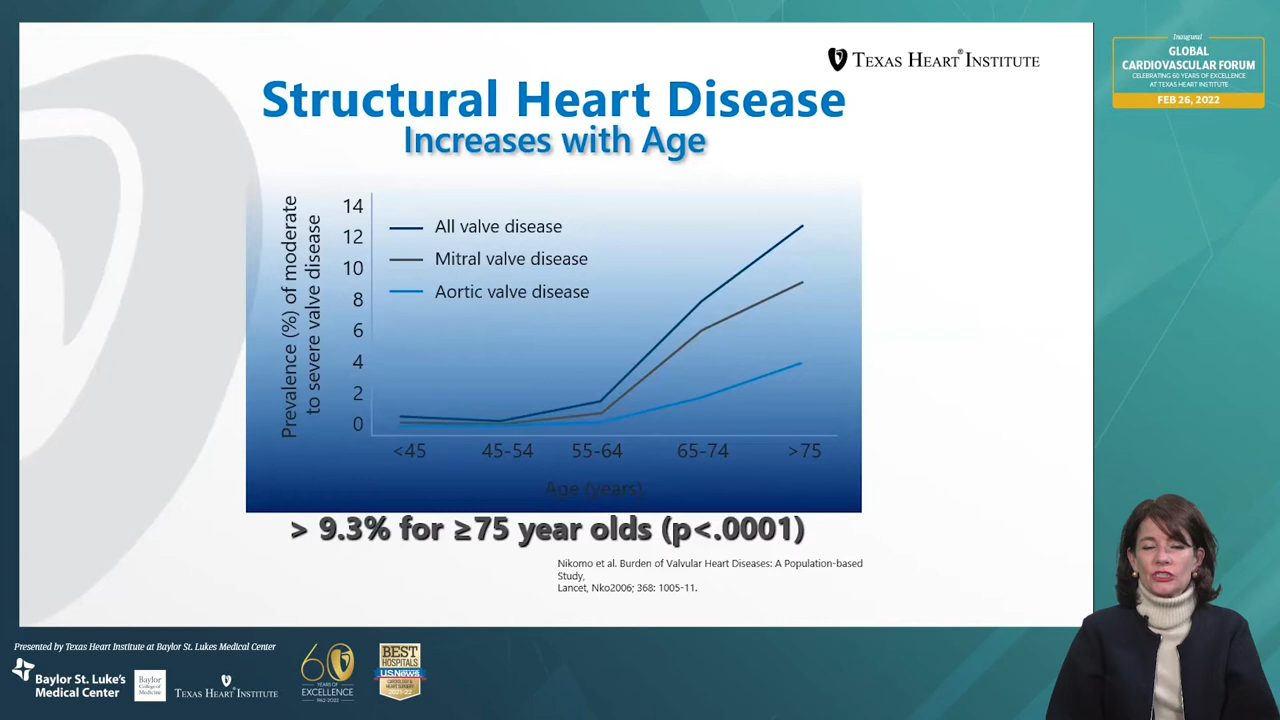 TEXAS HEART® INSTITUTE
Structural Heart Disease
Increases with Age
Prevalence (%) of moderate
to severe valve disease
14
12
10
8
6
4
2
0
All valve disease
Mitral valve disease
Aortic valve disease
<45 45-54 55-64 65-74 >75
Age (years)
> 9.3% for ≥75 year olds (p<.0001)
Nikomo et al. Burden of Valvular Heart Diseases: A Population-based
Study,
Lancet, Nko2006; 368: 1005-11.
Inaugural
GLOBAL
CARDIOVASCULAR FORUM
CELEBRATING 60 YEARS OF EXCELLENCE
AT TEXAS HEART INSTITUTE
FEB 26, 2022
Presented by Texas Heart Institute at Baylor St. Lukes Medical Center
Baylor St. Luke's
Medical Center
Baylor
College of
Medicine
TEXAS HEART® INSTITUTE
60
YEARS OF
EXCELLENCE
1962-2022
BEST
HOSPITALS
U.S.News
CARDIOLOGY &
HEART SURGERY
2021-22